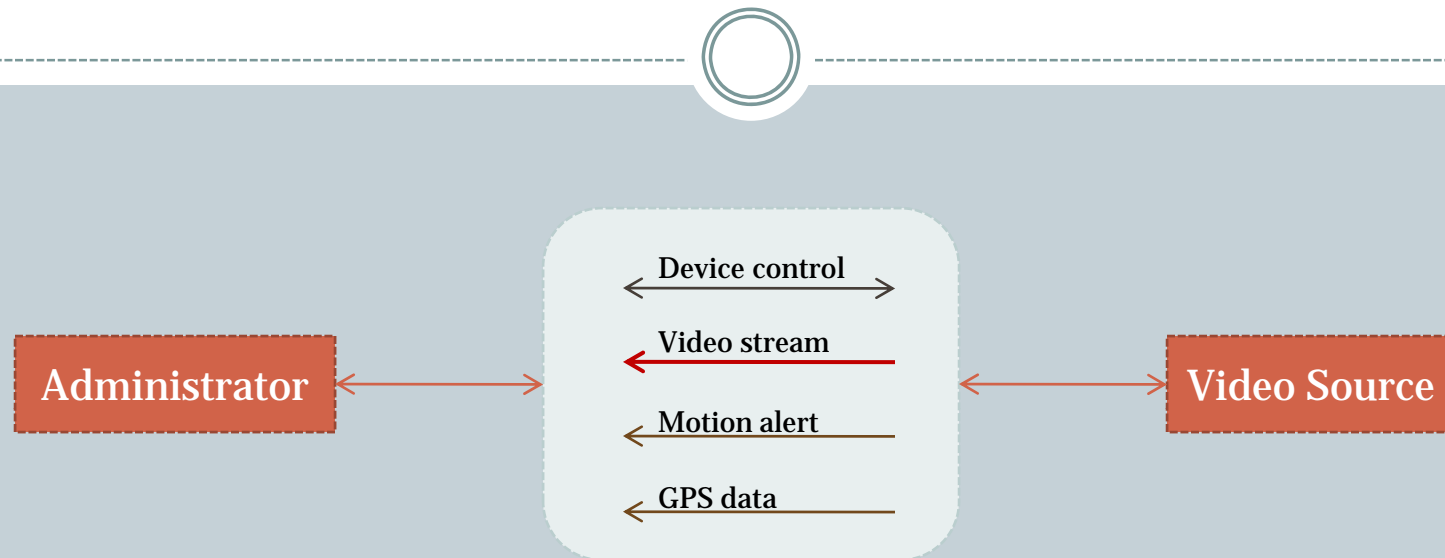 Device control
Video stream
Administrator
Video Source
Motion alert
GPS data